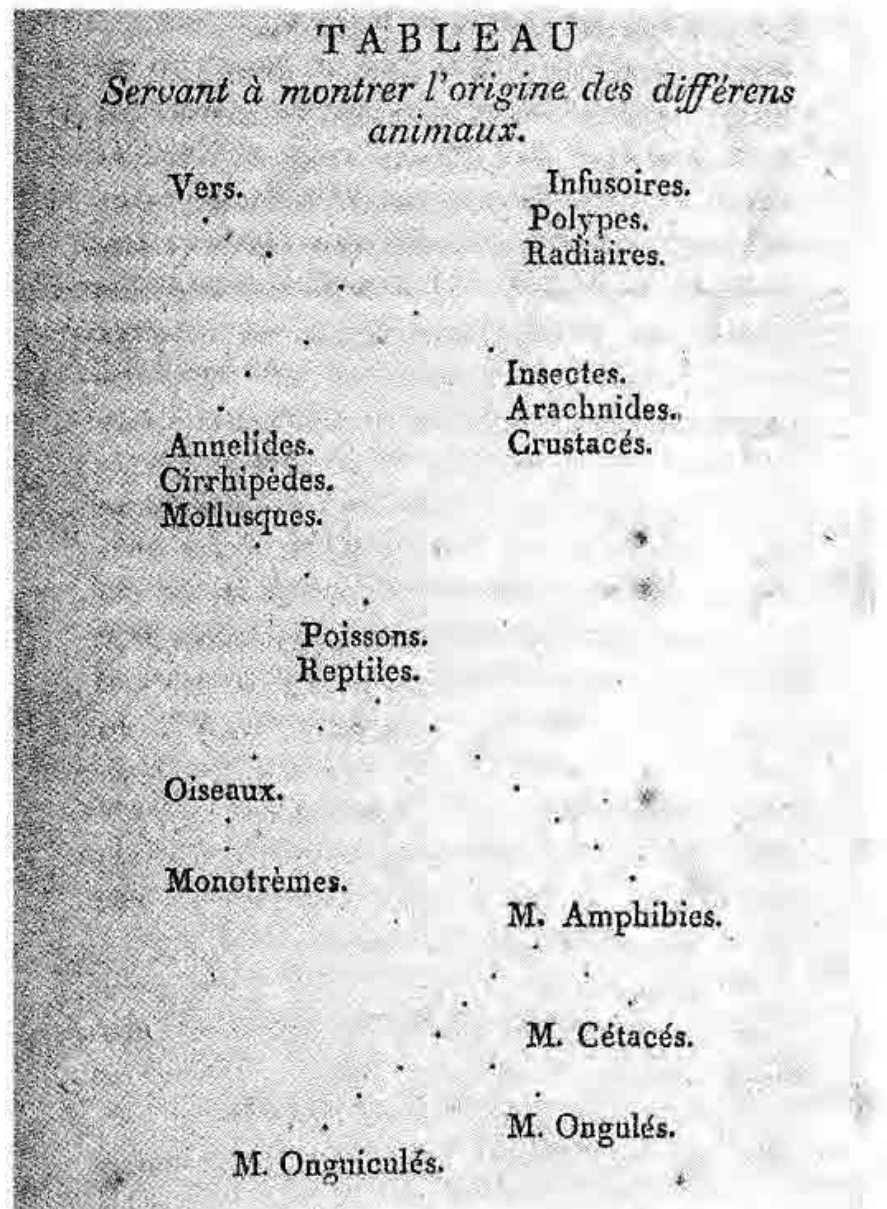 TABLEAU
Servant à montrer l'origine des différens
animaux.
Vers.
Infusoires.
Polypes.
Radiaires.
Insectes.
Arachnides.
Annelides.
Crustacés.
Cirrhipèdes.
Mollusques.
Poissons.
Reptiles.
Oiseaux.
Monotrèmes.
M. Amphibies.
M. Cétacés.
M. Ongulés.
M. Onguiculés.